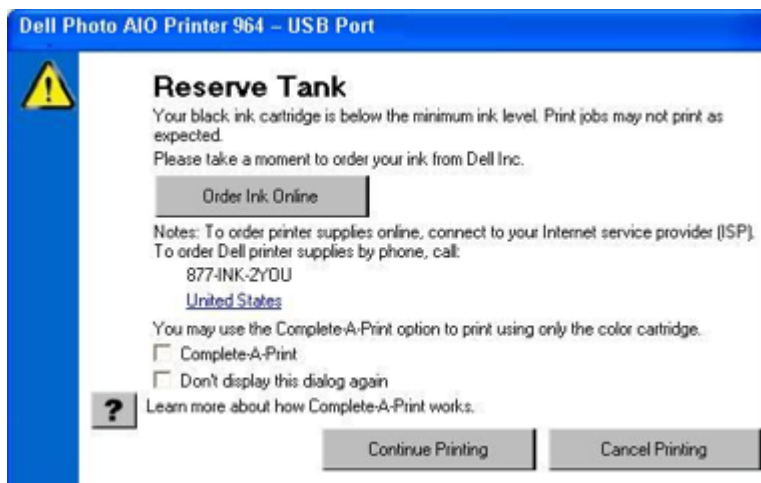 Dell Photo AIO Printer 964 – USB Port
Reserve Tank
Your black ink cartridge is below the minimum ink level. Print jobs may not print as
expected.
Please take a moment to order your ink from Dell Inc.
Order Ink Online
Notes: To order printer supplies online, connect to your Internet service provider (ISP).
To order Dell printer supplies by phone, call:
877-INK-2YOU
United States
You may use the Complete-A-Print option to print using only the color cartridge.
Complete-A-Print
Don't display this dialog again
? Learn more about how Complete-A-Print works.
Continue Printing Cancel Printing